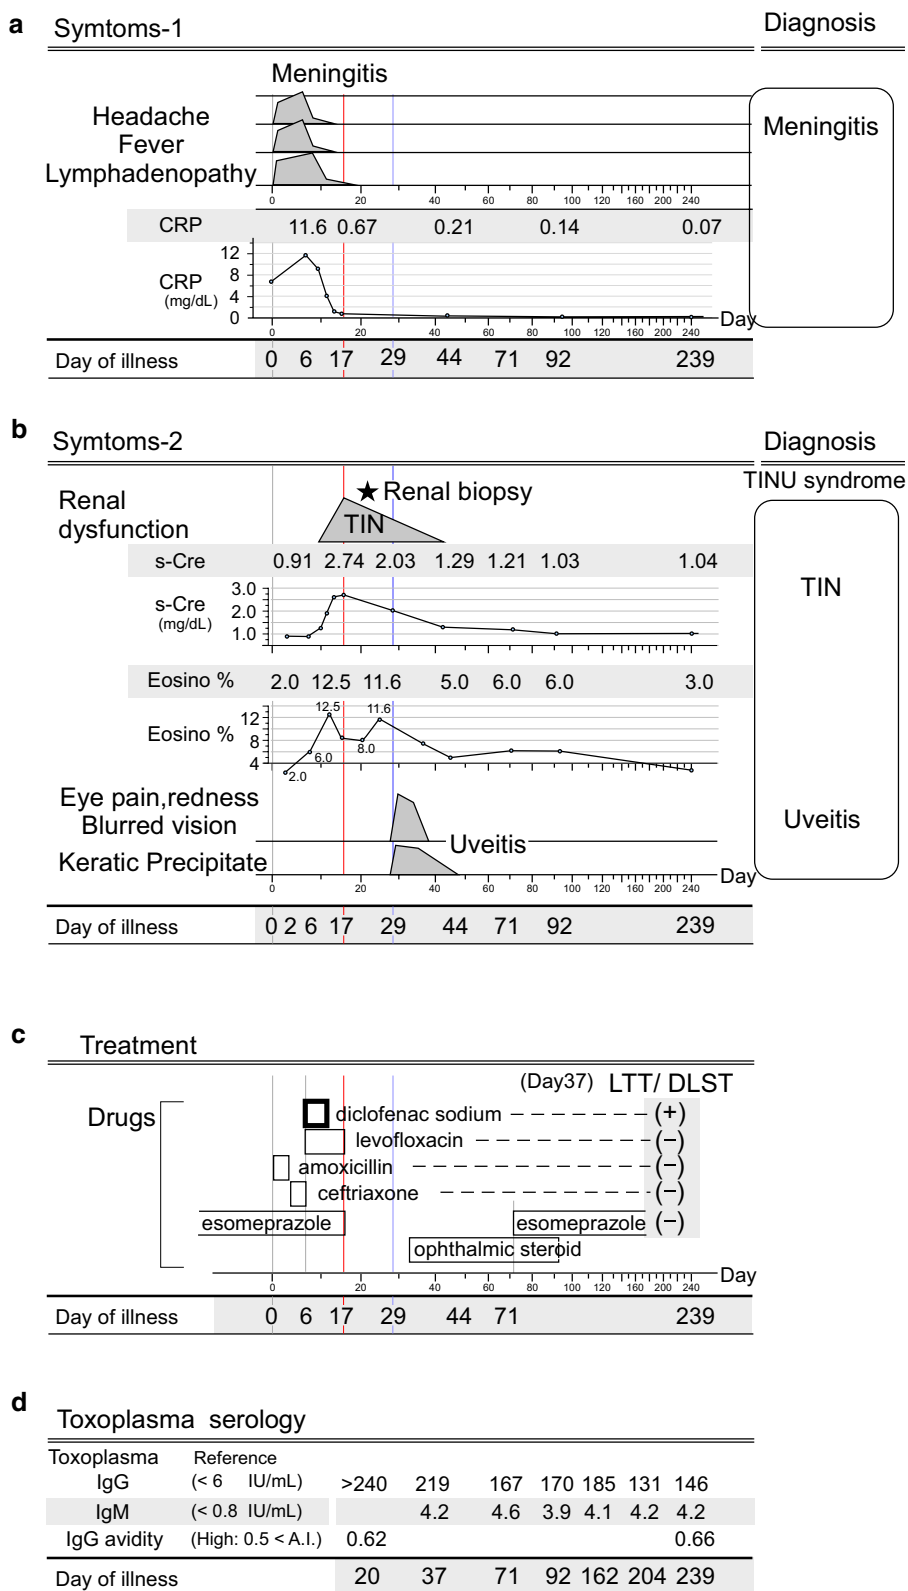 a
Symtoms-1 Diagnosis
Meningitis
Headache
Fever
Lymphadenopathy
Meningitis
0 20 40 60 80 100 120 140 160 200 240
CRP 11.6 0.67 0.21 0.14 0.07
CRP
(mg/dL)
12
8
4
0
Day
0 20 40 60 80 100 120 140 160 200 240
Day of illness 0 6 17 29 44 71 92 239
b
Symtoms-2 Diagnosis
TINU syndrome
Renal
dysfunction
★ Renal biopsy
TIN
s-Cre 0.91 2.74 2.03 1.29 1.21 1.03 1.04
TIN
s-Cre
(mg/dL)
3.0
2.0
1.0
Eosino % 2.0 12.5 11.6 5.0 6.0 6.0 3.0
Eosino %
12
8
4
12.5 11.6
6.0 8.0
2.0
Eye pain,redness
Blurred vision
Uveitis
Uveitis
Keratic Precipitate
Day
0 20 40 60 80 100 120 140 160 200 240
Day of illness 0 2 6 17 29 44 71 92 239
c
Treatment
(Day37) LTT/ DLST
Drugs
diclofenac sodium (+)
levofloxacin (−)
amoxicillin (−)
ceftriaxone (−)
esomeprazole esomeprazole (−)
ophthalmic steroid
Day
0 20 40 60 80 100 120 140 160 200 240
Day of illness 0 6 17 29 44 71 239
d
Toxoplasma serology
Toxoplasma Reference
IgG (< 6 IU/mL) >240 219 167 170 185 131 146
IgM (< 0.8 IU/mL) 4.2 4.6 3.9 4.1 4.2 4.2
IgG avidity (High: 0.5 < A.I.) 0.62 0.66
Day of illness 20 37 71 92 162 204 239